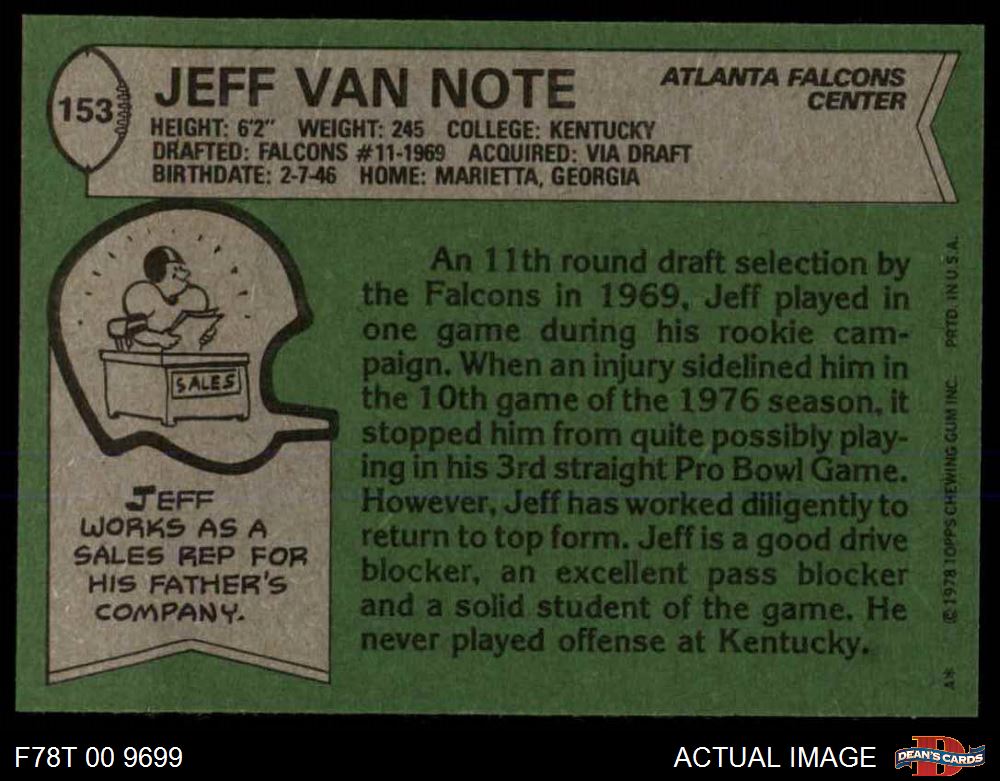 153
JEFF VAN NOTE
ATLANTA FALCONS
CENTER
HEIGHT: 6'2" WEIGHT: 245 COLLEGE: KENTUCKY
DRAFTED: FALCONS #11-1969 ACQUIRED: VIA DRAFT
BIRTHDATE: 2-7-46 HOME: MARIETTA, GEORGIA
SALES
JEFF
WORKS AS A
SALES REP FOR
HIS FATHER'S
COMPANY.
An 11th round draft selection by
the Falcons in 1969, Jeff played in
one game during his rookie cam-
paign. When an injury sidelined him in
the 10th game of the 1976 season, it
stopped him from quite possibly play-
ing in his 3rd straight Pro Bowl Game.
However, Jeff has worked diligently to
return to top form. Jeff is a good drive
blocker, an excellent pass blocker
and a solid student of the game. He
never played offense at Kentucky.
A* © 1978 TOPPS CHEWING GUM INC. PRTD. IN U.S.A.
F78T 00 9699
ACTUAL IMAGE
D
DEAN'S CARDS